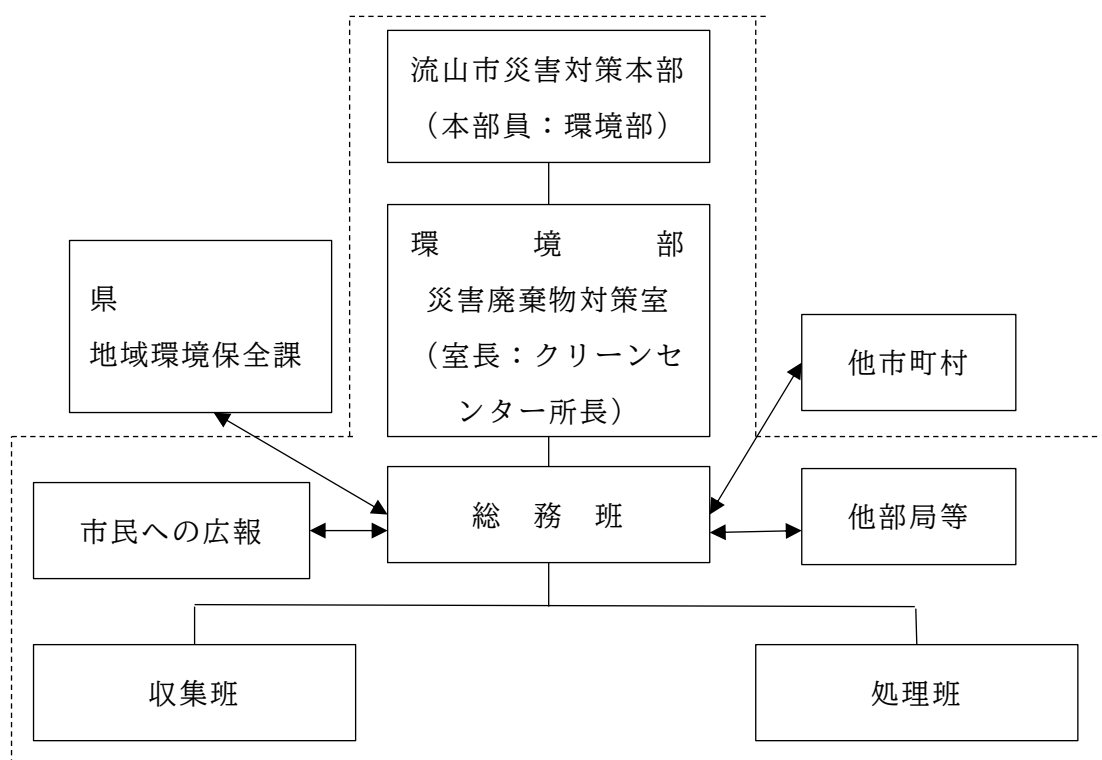 流山市災害対策本部
（本部員：環境部）
環　境　部
災害廃棄物対策室
（室長：クリーンセ
ンター所長）
県
地域環境保全課
他市町村
総　務　班
市民への広報
他部局等
収集班
処理班